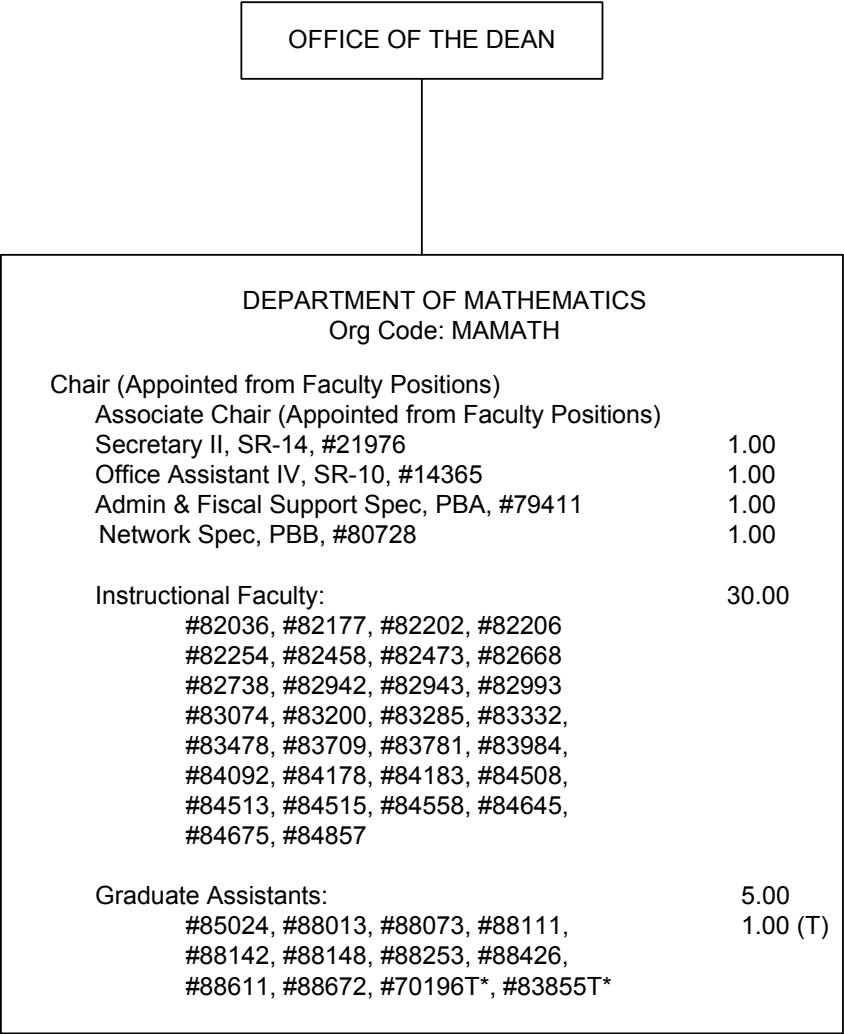 OFFICE OF THE DEAN
DEPARTMENT OF MATHEMATICS
Org Code: MAMATH
Chair (Appointed from Faculty Positions)
Associate Chair (Appointed from Faculty Positions)
Secretary II, SR-14, #21976 1.00
Office Assistant IV, SR-10, #14365 1.00
Admin & Fiscal Support Spec, PBA, #79411 1.00
Network Spec, PBB, #80728 1.00
Instructional Faculty: 30.00
#82036, #82177, #82202, #82206
#82254, #82458, #82473, #82668
#82738, #82942, #82943, #82993
#83074, #83200, #83285, #83332,
#83478, #83709, #83781, #83984,
#84092, #84178, #84183, #84508,
#84513, #84515, #84558, #84645,
#84675, #84857
Graduate Assistants: 5.00
#85024, #88013, #88073, #88111, 1.00 (T)
#88142, #88148, #88253, #88426,
#88611, #88672, #70196T*, #83855T*